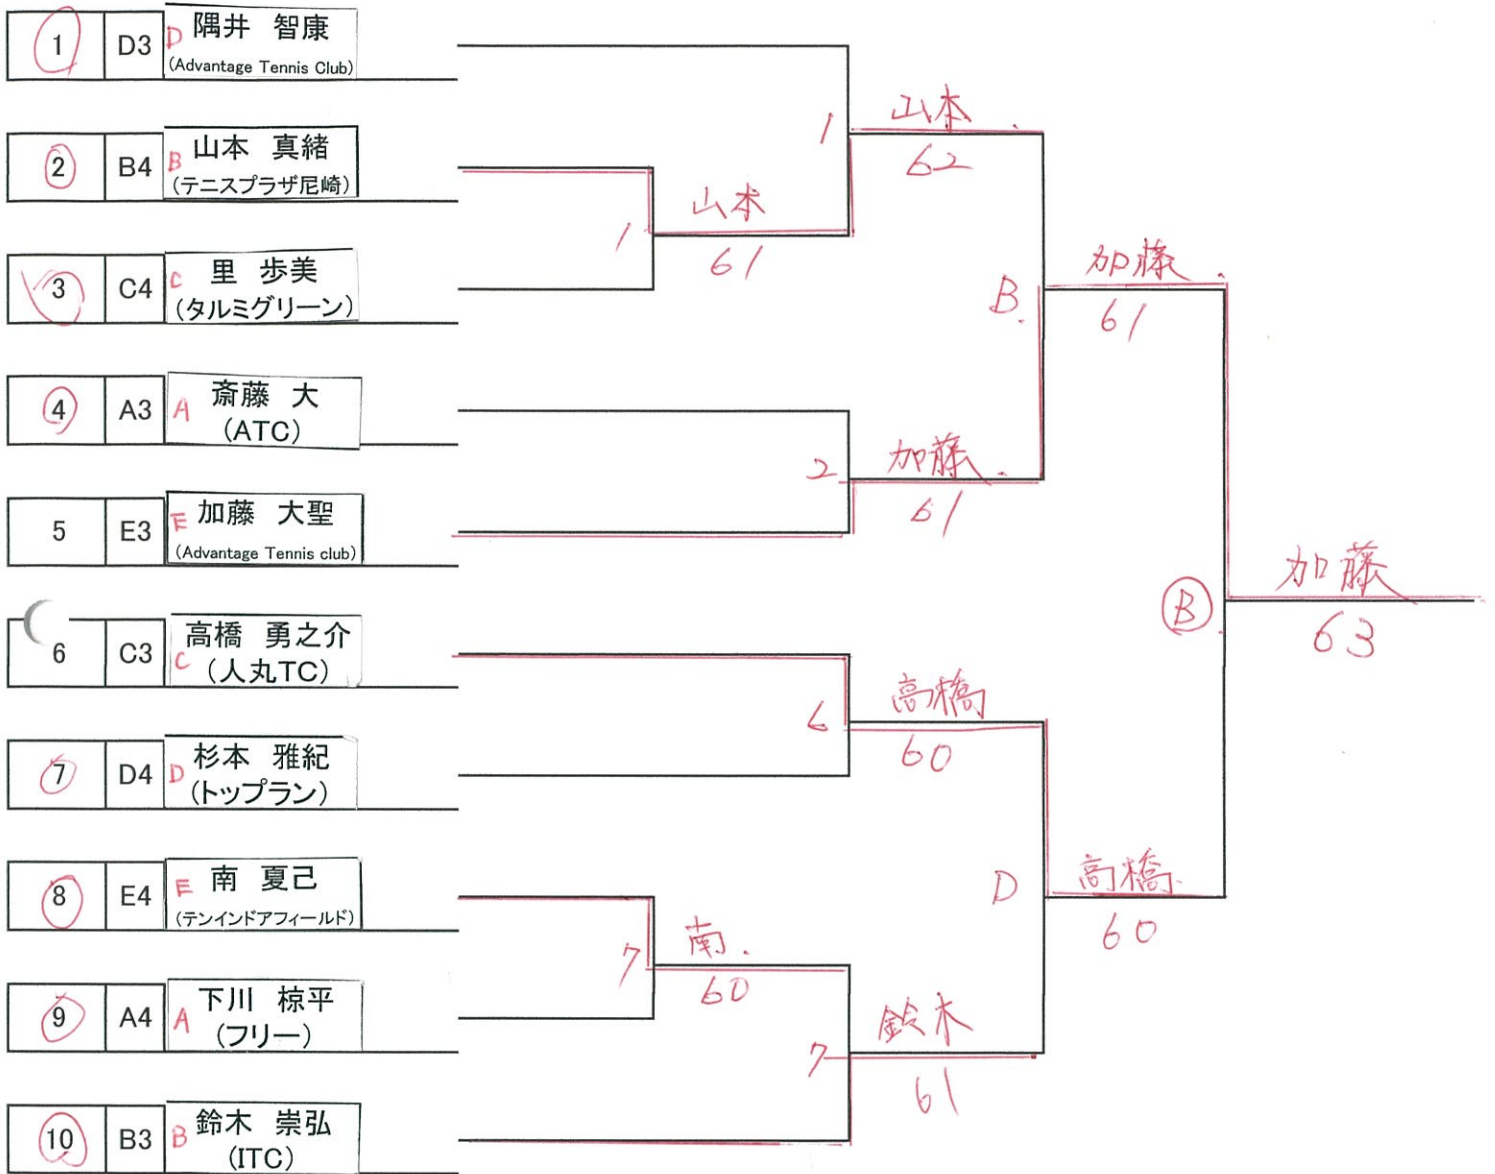 1 D3 D 隅井 智康
(Advantage Tennis Club)
2 B4 B 山本 真緒
(テニスプラザ尼崎)
3 C4 C 里 歩美
(タルミグリーン)
4 A3 A 斎藤 大
(ATC)
5 E3 E 加藤 大聖
(Advantage Tennis club)
6 C3 C 高橋 勇之介
(人丸TC)
7 D4 D 杉本 雅紀
(トップラン)
8 E4 E 南 夏己
(テンインドアフィールド)
9 A4 A 下川 椋平
(フリー)
10 B3 B 鈴木 崇弘
(ITC)
1 山本
61
7 南.
60
1 山本
62
2 加藤
61
6 高橋
60
7 鈴木
61
B. 加藤
61
D 高橋
60
B 加藤
63